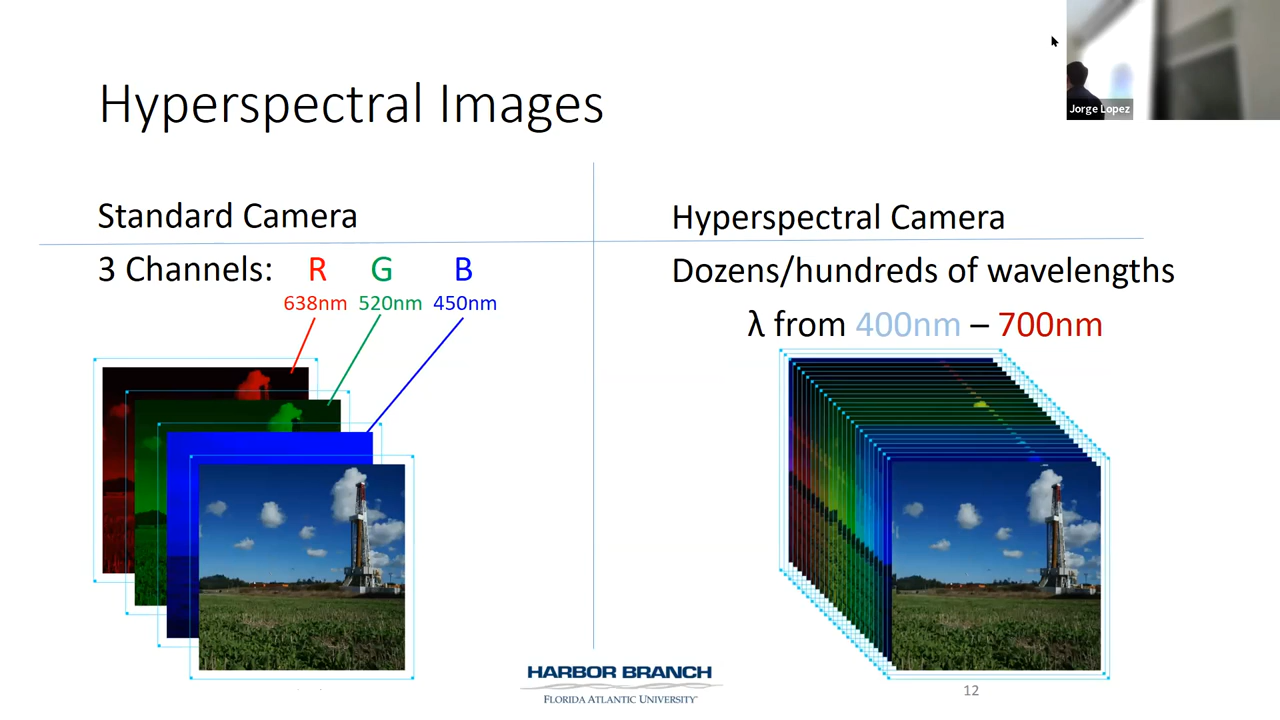 Jorge Lopez
Hyperspectral Images
Standard Camera
3 Channels: R G B
638nm 520nm 450nm
Hyperspectral Camera
Dozens/hundreds of wavelengths
λ from 400nm – 700nm
HARBOR BRANCH
FLORIDA ATLANTIC UNIVERSITY
12